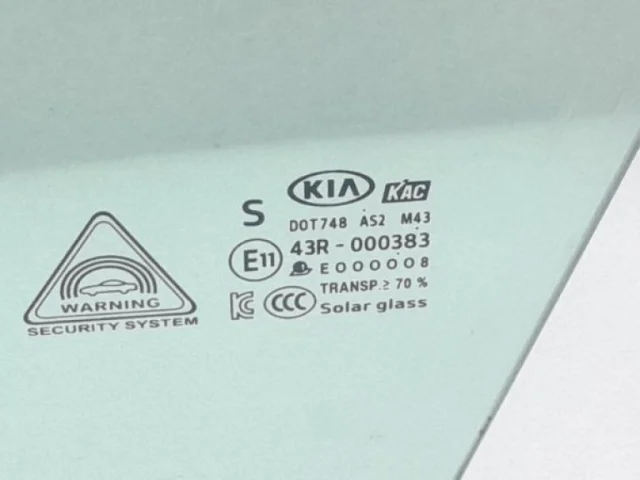 KIA KAC
S
DOT748 AS2 M43
E11 43R - 000383
E000008
TRANSP.≥ 70 %
CCC Solar glass
WARNING
SECURITY SYSTEM